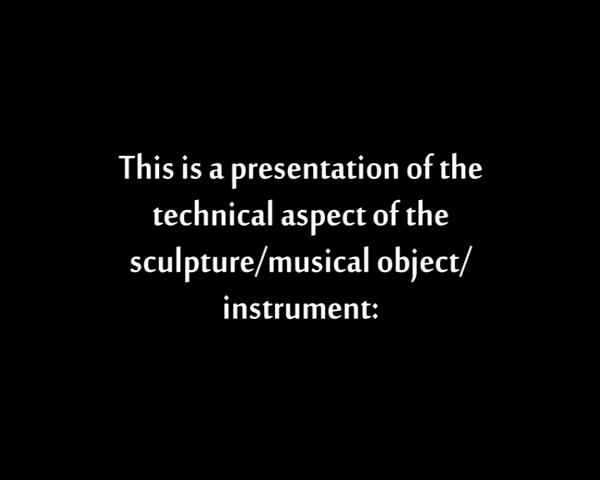 This is a presentation of the
technical aspect of the
sculpture/musical object/
instrument: